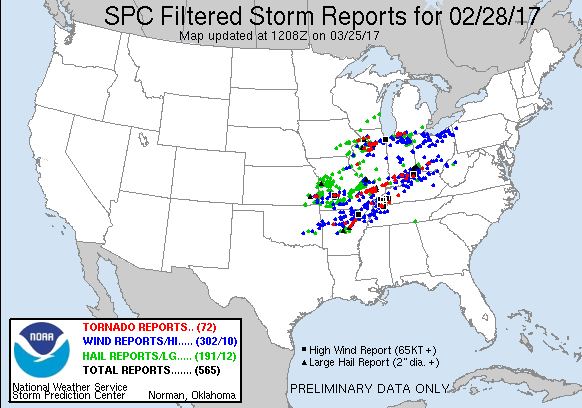 SPC Filtered Storm Reports for 02/28/17
Map updated at 1208Z on 03/25/17
TORNADO REPORTS.. (72)
WIND REPORTS/HI..... (302/10)
HAIL REPORTS/LG..... (191/12)
TOTAL REPORTS....... (565)
NOAA
National Weather Service
Storm Prediction Center Norman, Oklahoma
High Wind Report (65KT +)
Large Hail Report (2" dia. +)
PRELIMINARY DATA ONLY